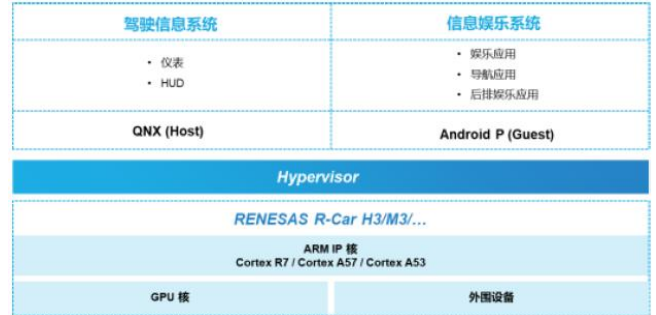 驾驶信息系统
信息娱乐系统
• 仪表
• HUD
• 娱乐应用
• 导航应用
• 后排娱乐应用
QNX (Host)
Android P (Guest)
Hypervisor
RENESAS R-Car H3/M3/…
ARM IP 核
Cortex R7 / Cortex A57 / Cortex A53
GPU 核
外围设备